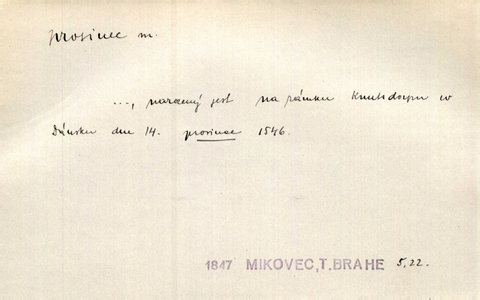 prosinec m.
..., narozený jest na zámku Knutsdorpu w
Dánsku dne 14. prosince 1546.
1847 MIKOVEC, T. BRAHE 5,22.